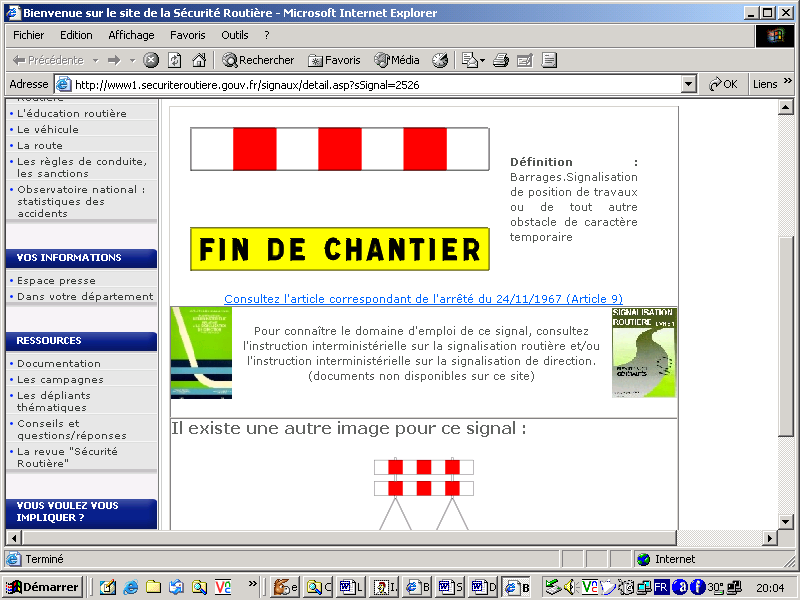 Bienvenue sur le site de la Sécurité Routière - Microsoft Internet Explorer
Fichier Edition Affichage Favoris Outils ?
Précédente Rechercher Favoris Média
Adresse http://www1.securiteroutiere.gouv.fr/signaux/detail.asp?sSignal=2526 OK Liens »
Routière
• L'éducation routière
• Le véhicule
• La route
• Les règles de conduite,
les sanctions
• Observatoire national :
statistiques des
accidents
VOS INFORMATIONS
• Espace presse
• Dans votre département
RESSOURCES
• Documentation
• Les campagnes
• Les dépliants
thématiques
• Conseils et
questions/réponses
• La revue "Sécurité
Routière"
VOUS VOULEZ VOUS
IMPLIQUER ?
Définition :
Barrages.Signalisation
de position de travaux
ou de tout autre
obstacle de caractère
temporaire
FIN DE CHANTIER
Consultez l'article correspondant de l'arrêté du 24/11/1967 (Article 9)
Pour connaître le domaine d'emploi de ce signal, consultez
l'instruction interministérielle sur la signalisation routière et/ou
l'instruction interministérielle sur la signalisation de direction.
(documents non disponibles sur ce site)
SIGNALISATION
ROUTIERE
Il existe une autre image pour ce signal :
Terminé Internet
Démarrer » e C L I. B S D B FR 30° 20:04